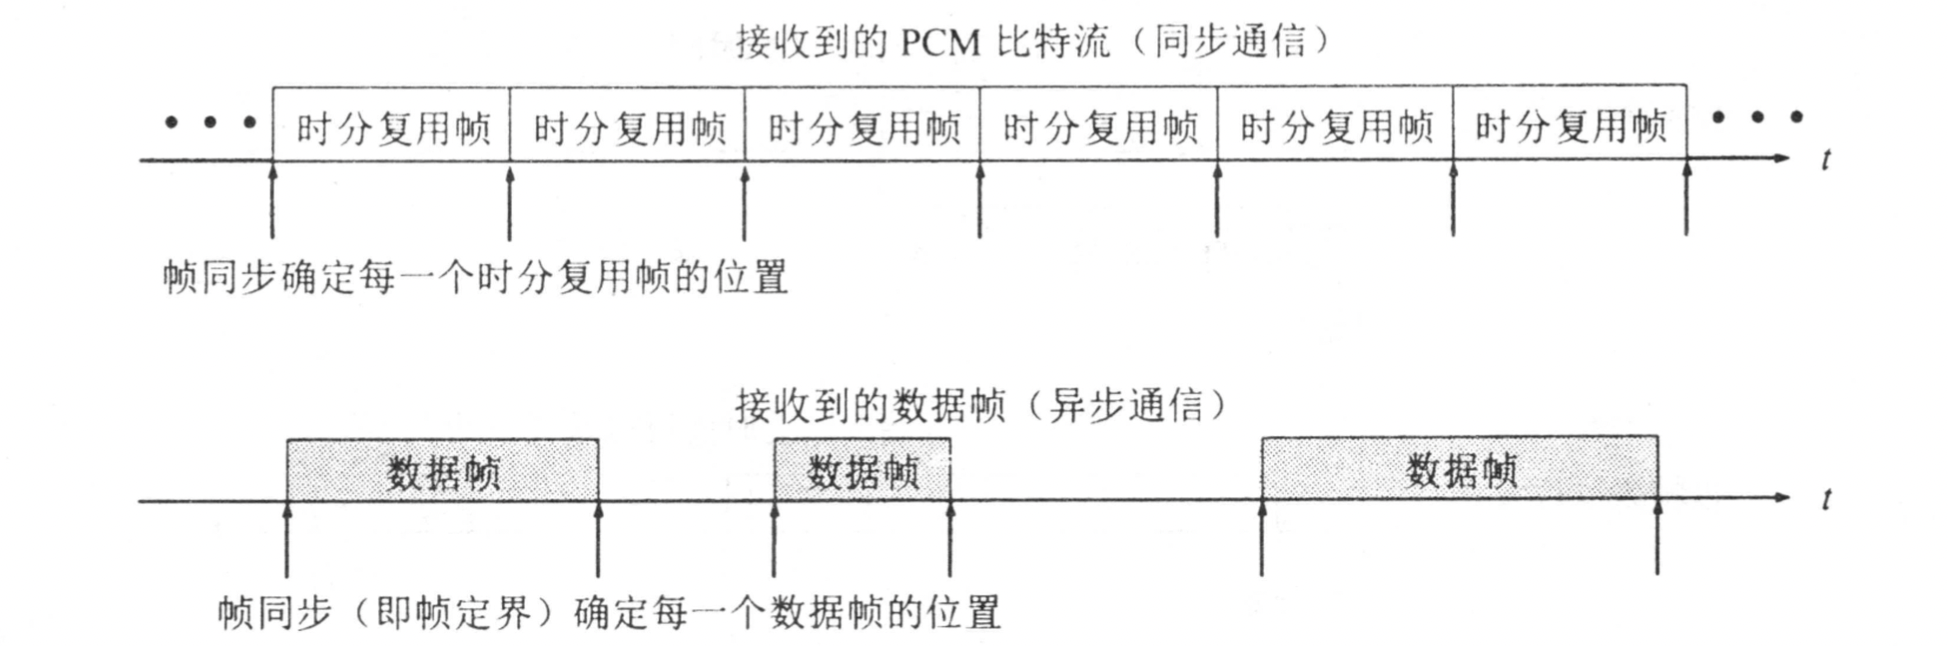 接收到的 PCM 比特流（同步通信）
• • • 时分复用帧 时分复用帧 时分复用帧 时分复用帧 时分复用帧 时分复用帧 • • •
t
帧同步确定每一个时分复用帧的位置
接收到的数据帧（异步通信）
数据帧 数据帧 数据帧
t
帧同步（即帧定界）确定每一个数据帧的位置